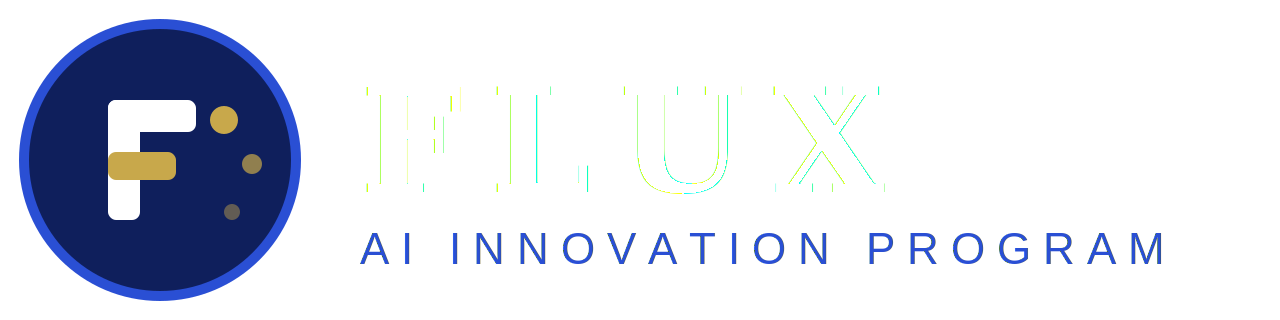 F
FLUX
AI INNOVATION PROGRAM